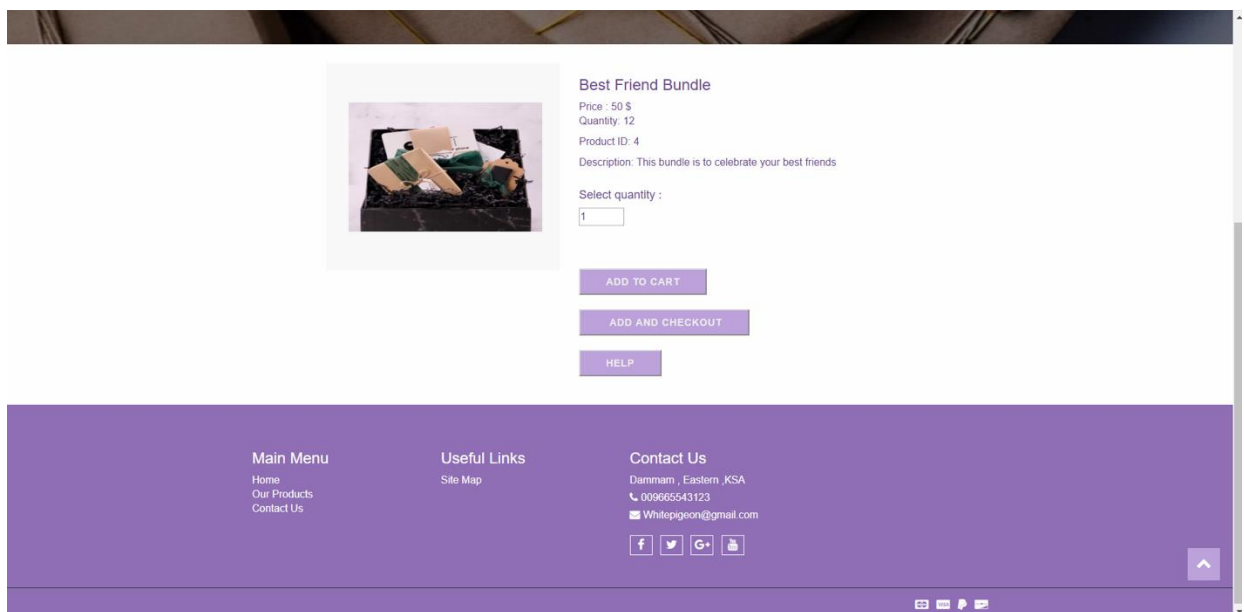 Best Friend Bundle
Price : 50 $
Quantity: 12
Product ID: 4
Description: This bundle is to celebrate your best friends
Select quantity :
1
ADD TO CART
ADD AND CHECKOUT
HELP
Main Menu
Home
Our Products
Contact Us
Useful Links
Site Map
Contact Us
Dammam , Eastern ,KSA
009665543123
Whitepigeon@gmail.com